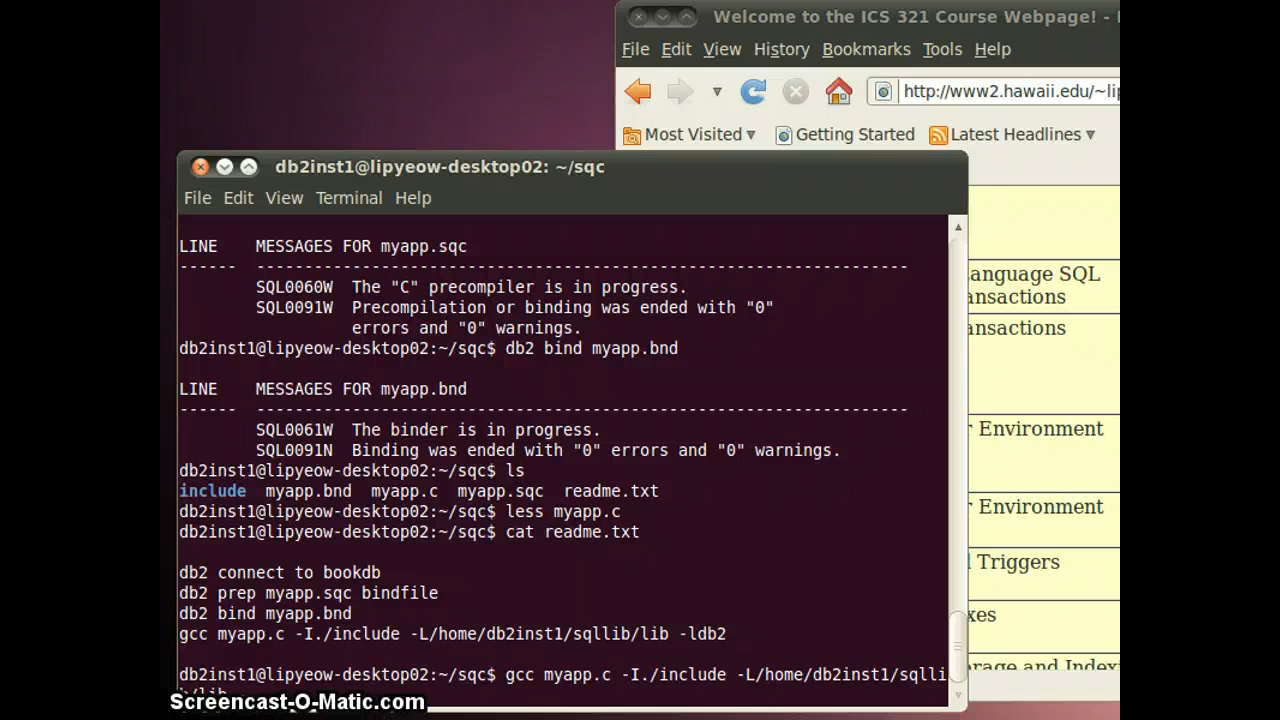 Welcome to the ICS 321 Course Webpage! -
File Edit View History Bookmarks Tools Help
http://www2.hawaii.edu/~lip
Most Visited Getting Started Latest Headlines
db2inst1@lipyeow-desktop02: ~/sqc
File Edit View Terminal Help
LINE    MESSAGES FOR myapp.sqc
------  --------------------------------------------------------------------
        SQL0060W  The "C" precompiler is in progress.
        SQL0091W  Precompilation or binding was ended with "0"
                  errors and "0" warnings.
db2inst1@lipyeow-desktop02:~/sqc$ db2 bind myapp.bnd
LINE    MESSAGES FOR myapp.bnd
------  --------------------------------------------------------------------
        SQL0061W  The binder is in progress.
        SQL0091N  Binding was ended with "0" errors and "0" warnings.
db2inst1@lipyeow-desktop02:~/sqc$ ls
include  myapp.bnd  myapp.c  myapp.sqc  readme.txt
db2inst1@lipyeow-desktop02:~/sqc$ less myapp.c
db2inst1@lipyeow-desktop02:~/sqc$ cat readme.txt
db2 connect to bookdb
db2 prep myapp.sqc bindfile
db2 bind myapp.bnd
gcc myapp.c -I./include -L/home/db2inst1/sqllib/lib -ldb2
db2inst1@lipyeow-desktop02:~/sqc$ gcc myapp.c -I./include -L/home/db2inst1/sqlli
b/lib
anguage SQL
ansactions
ansactions
r Environment
r Environment
Triggers
xes
orage and Indexi
Screencast-O-Matic.com